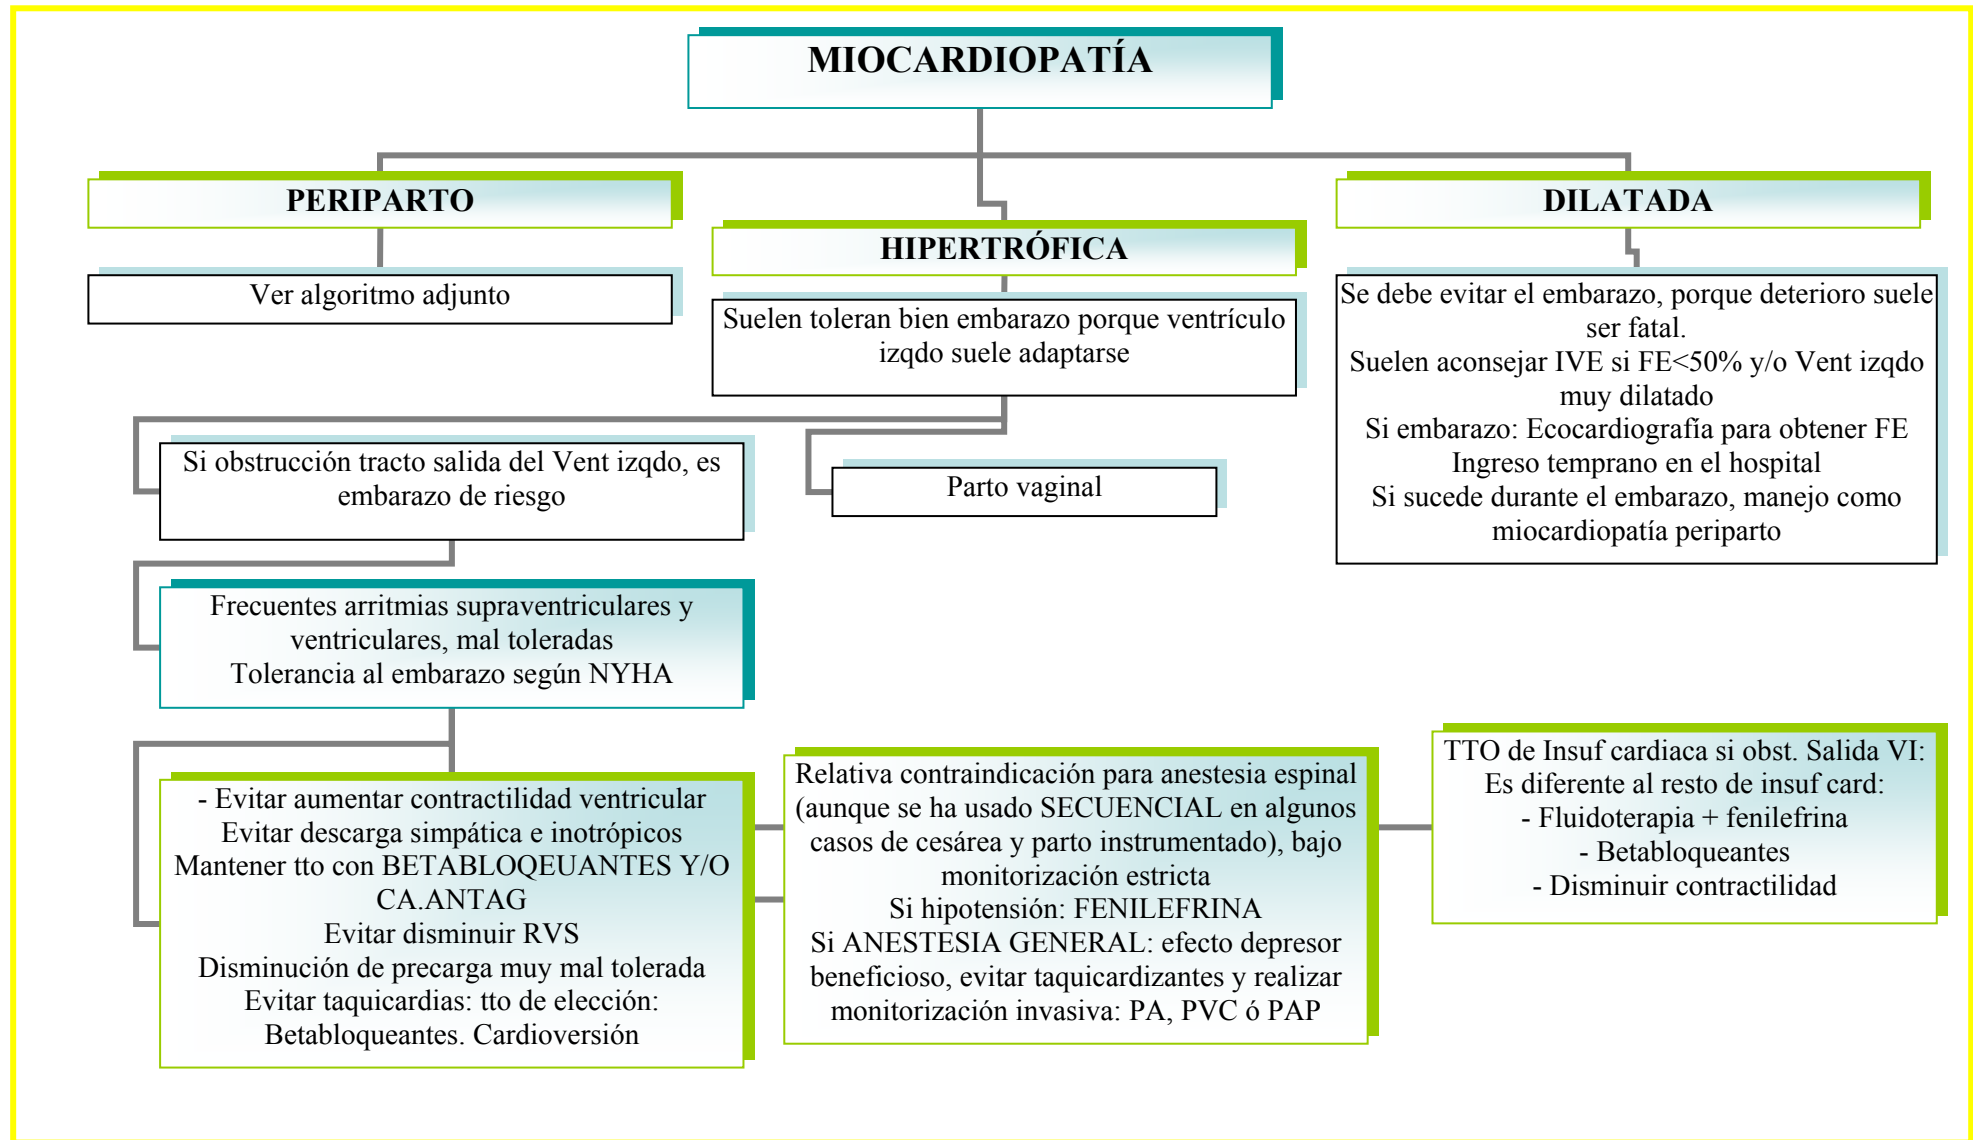 MIOCARDIOPATÍA
PERIPARTO
Ver algoritmo adjunto
HIPERTRÓFICA
Suelen toleran bien embarazo porque ventrículo
izqdo suele adaptarse
DILATADA
Se debe evitar el embarazo, porque deterioro suele
ser fatal.
Suelen aconsejar IVE si FE<50% y/o Vent izqdo
muy dilatado
Si embarazo: Ecocardiografía para obtener FE
Ingreso temprano en el hospital
Si sucede durante el embarazo, manejo como
miocardiopatía periparto
Si obstrucción tracto salida del Vent izqdo, es
embarazo de riesgo
Parto vaginal
Frecuentes arritmias supraventriculares y
ventriculares, mal toleradas
Tolerancia al embarazo según NYHA
- Evitar aumentar contractilidad ventricular
Evitar descarga simpática e inotrópicos
Mantener tto con BETABLOQEUANTES Y/O
CA.ANTAG
Evitar disminuir RVS
Disminución de precarga muy mal tolerada
Evitar taquicardias: tto de elección:
Betabloqueantes. Cardioversión
Relativa contraindicación para anestesia espinal
(aunque se ha usado SECUENCIAL en algunos
casos de cesárea y parto instrumentado), bajo
monitorización estricta
Si hipotensión: FENILEFRINA
Si ANESTESIA GENERAL: efecto depresor
beneficioso, evitar taquicardizantes y realizar
monitorización invasiva: PA, PVC ó PAP
TTO de Insuf cardiaca si obst. Salida VI:
Es diferente al resto de insuf card:
- Fluidoterapia + fenilefrina
- Betabloqueantes
- Disminuir contractilidad